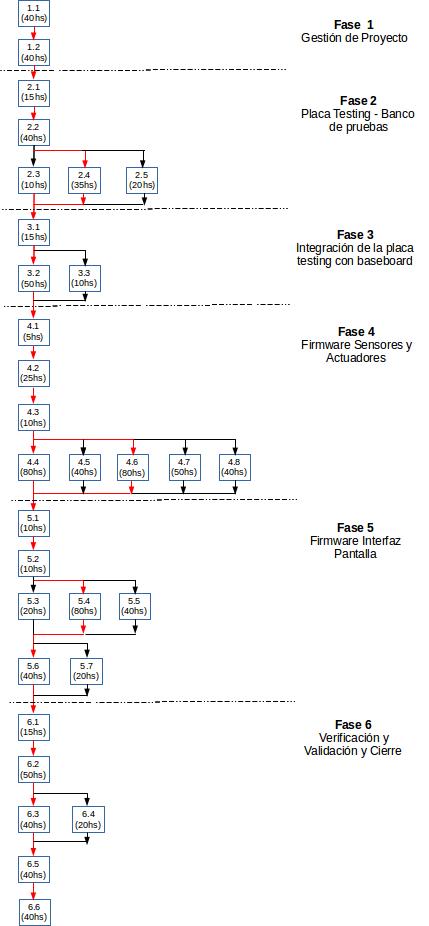 1.1
(40hs)
Fase 1
Gestión de Proyecto
1.2
(40hs)
2.1
(15hs)
Fase 2
Placa Testing - Banco
de pruebas
2.2
(40hs)
2.3
(10hs)
2.4
(35hs)
2.5
(20hs)
3.1
(15hs)
Fase 3
Integración de la placa
testing con baseboard
3.2
(50hs)
3.3
(10hs)
4.1
(5hs)
Fase 4
Firmware Sensores y
Actuadores
4.2
(25hs)
4.3
(10hs)
4.4
(80hs)
4.5
(40hs)
4.6
(80hs)
4.7
(50hs)
4.8
(40hs)
5.1
(10hs)
Fase 5
Firmware Interfaz
Pantalla
5.2
(10hs)
5.3
(20hs)
5.4
(80hs)
5.5
(40hs)
5.6
(40hs)
5.7
(20hs)
6.1
(15hs)
Fase 6
Verificación y
Validación y Cierre
6.2
(50hs)
6.3
(40hs)
6.4
(20hs)
6.5
(40hs)
6.6
(40hs)